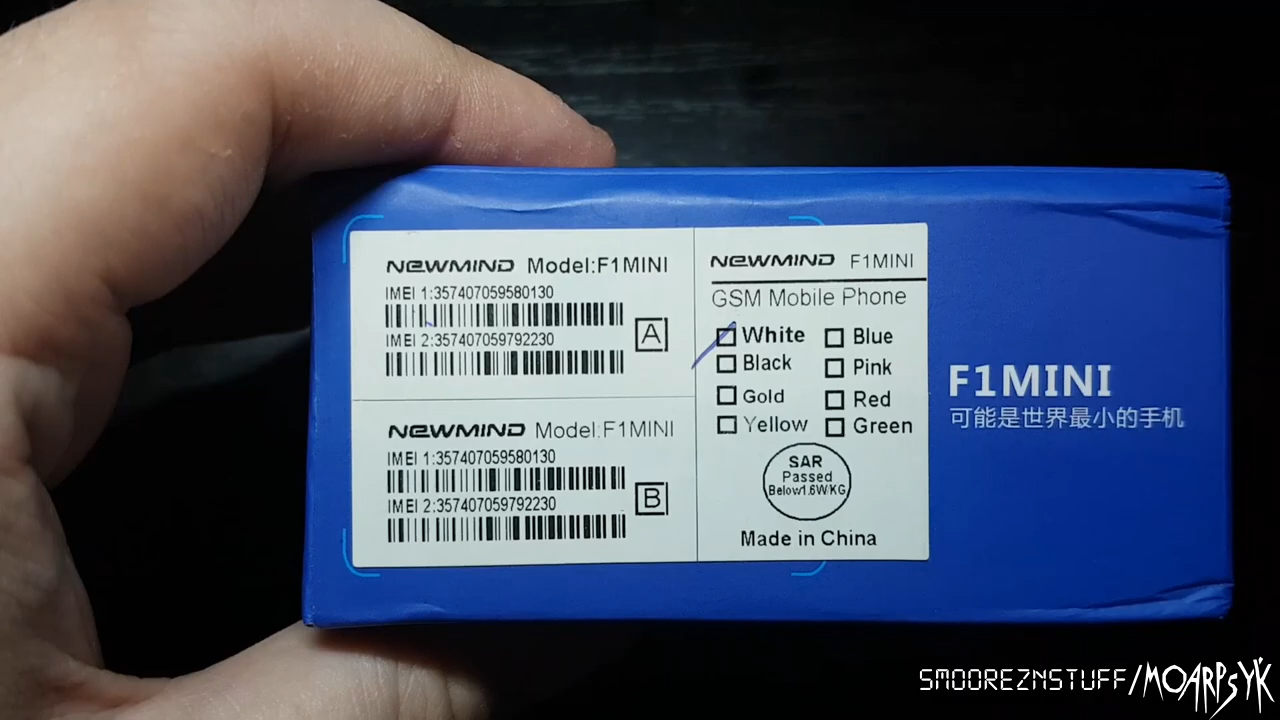 NEWMIND Model:F1MINI
IMEI 1:357407059580130
IMEI 2:357407059792230
A
NEWMIND Model:F1MINI
IMEI 1:357407059580130
IMEI 2:357407059792230
B
NEWMIND F1MINI
GSM Mobile Phone
White Blue
Black Pink
Gold Red
Yellow Green
SAR
Passed
Below1.6W/KG
Made in China
F1MINI
可能是世界最小的手机
SMOOREZNSTUFF/MOARPSYK